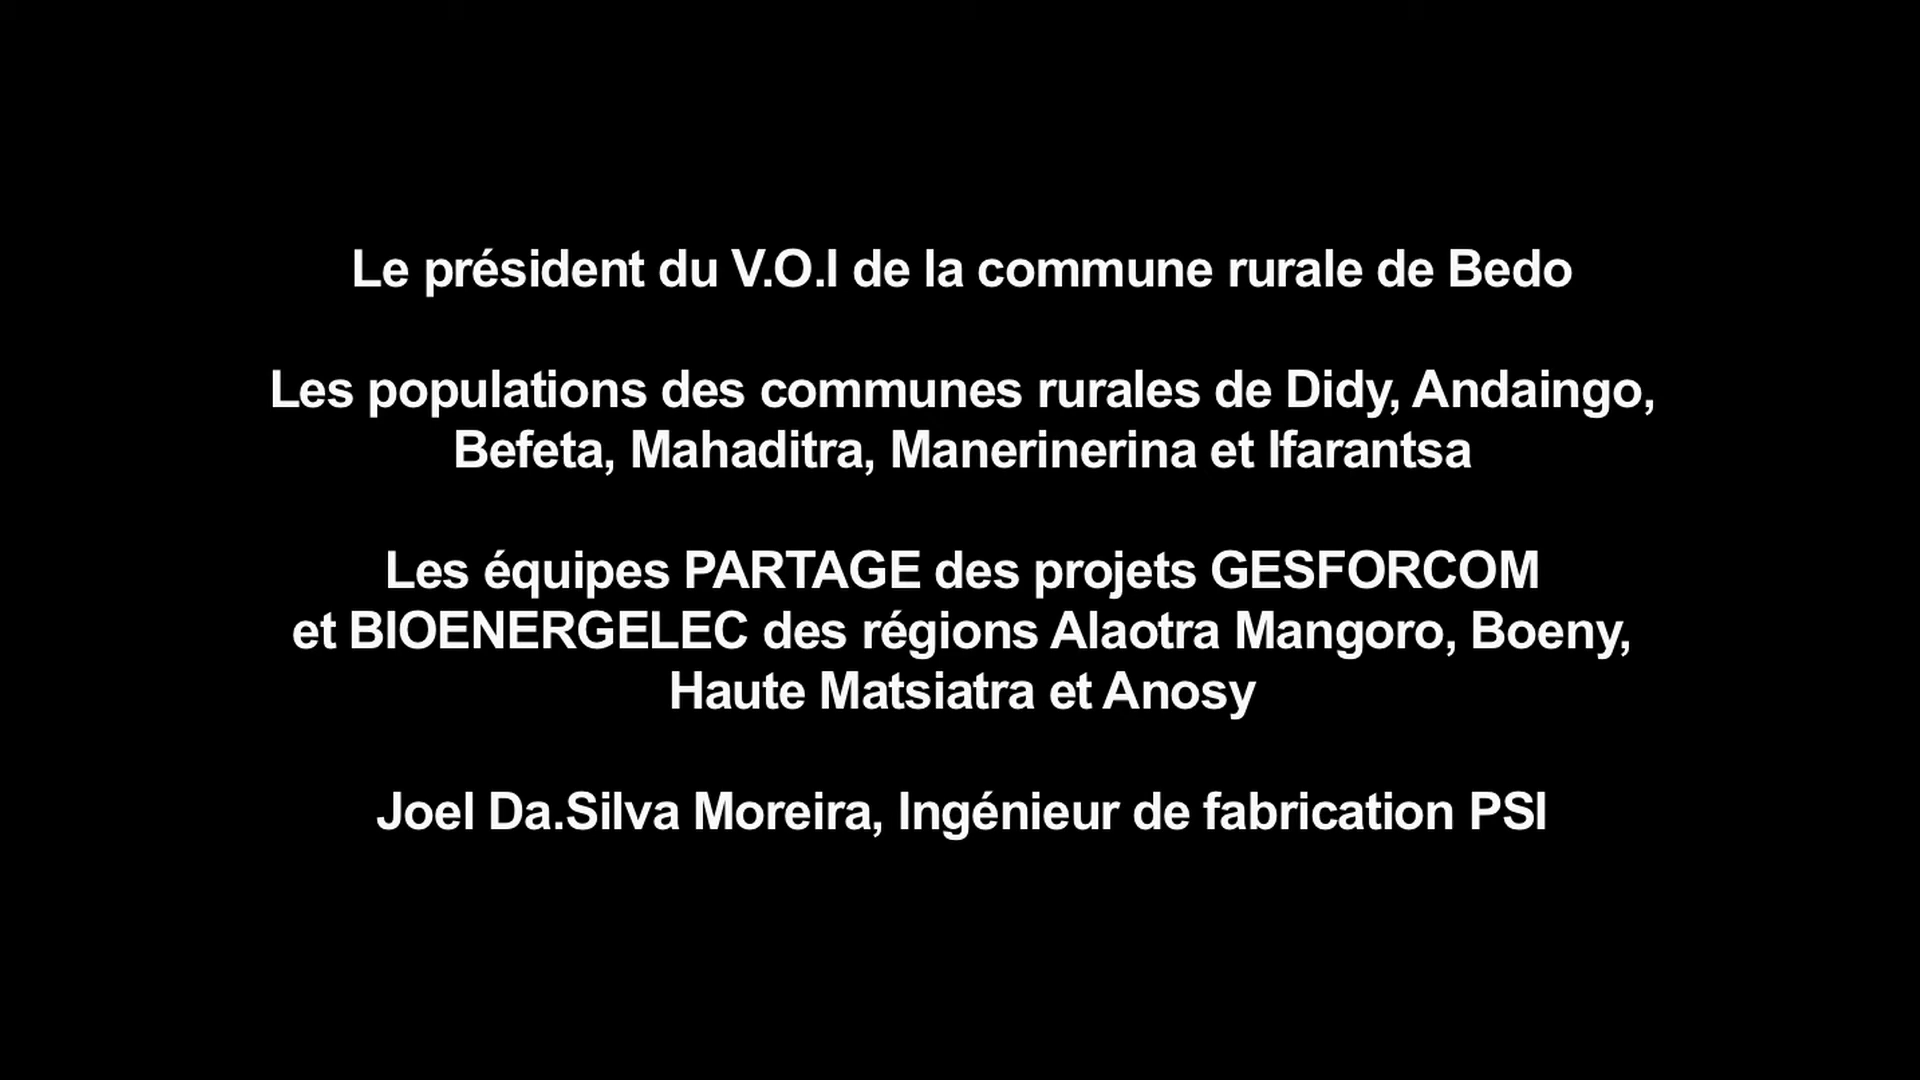 Le président du V.O.I de la commune rurale de Bedo
Les populations des communes rurales de Didy, Andaingo,
Befeta, Mahaditra, Manerinerina et Ifarantsa
Les équipes PARTAGE des projets GESFORCOM
et BIOENERGELEC des régions Alaotra Mangoro, Boeny,
Haute Matsiatra et Anosy
Joel Da.Silva Moreira, Ingénieur de fabrication PSI